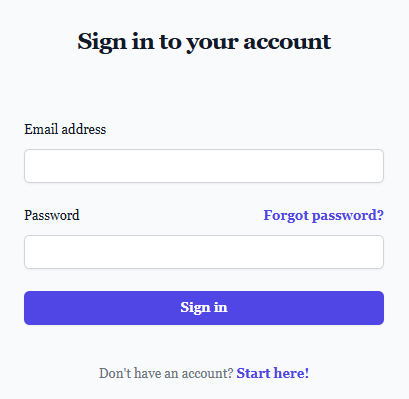 Sign in to your account
Email address
Password Forgot password?
Sign in
Don't have an account? Start here!